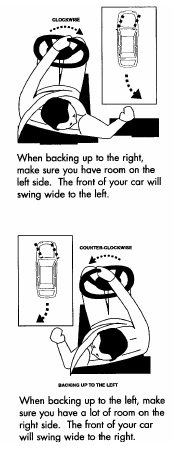 CLOCKWISE
When backing up to the right,
make sure you have room on the
left side. The front of your car will
swing wide to the left.
COUNTER-CLOCKWISE
BACKING UP TO THE LEFT
When backing up to the left, make
sure you have a lot of room on the
right side. The front of your car
will swing wide to the right.